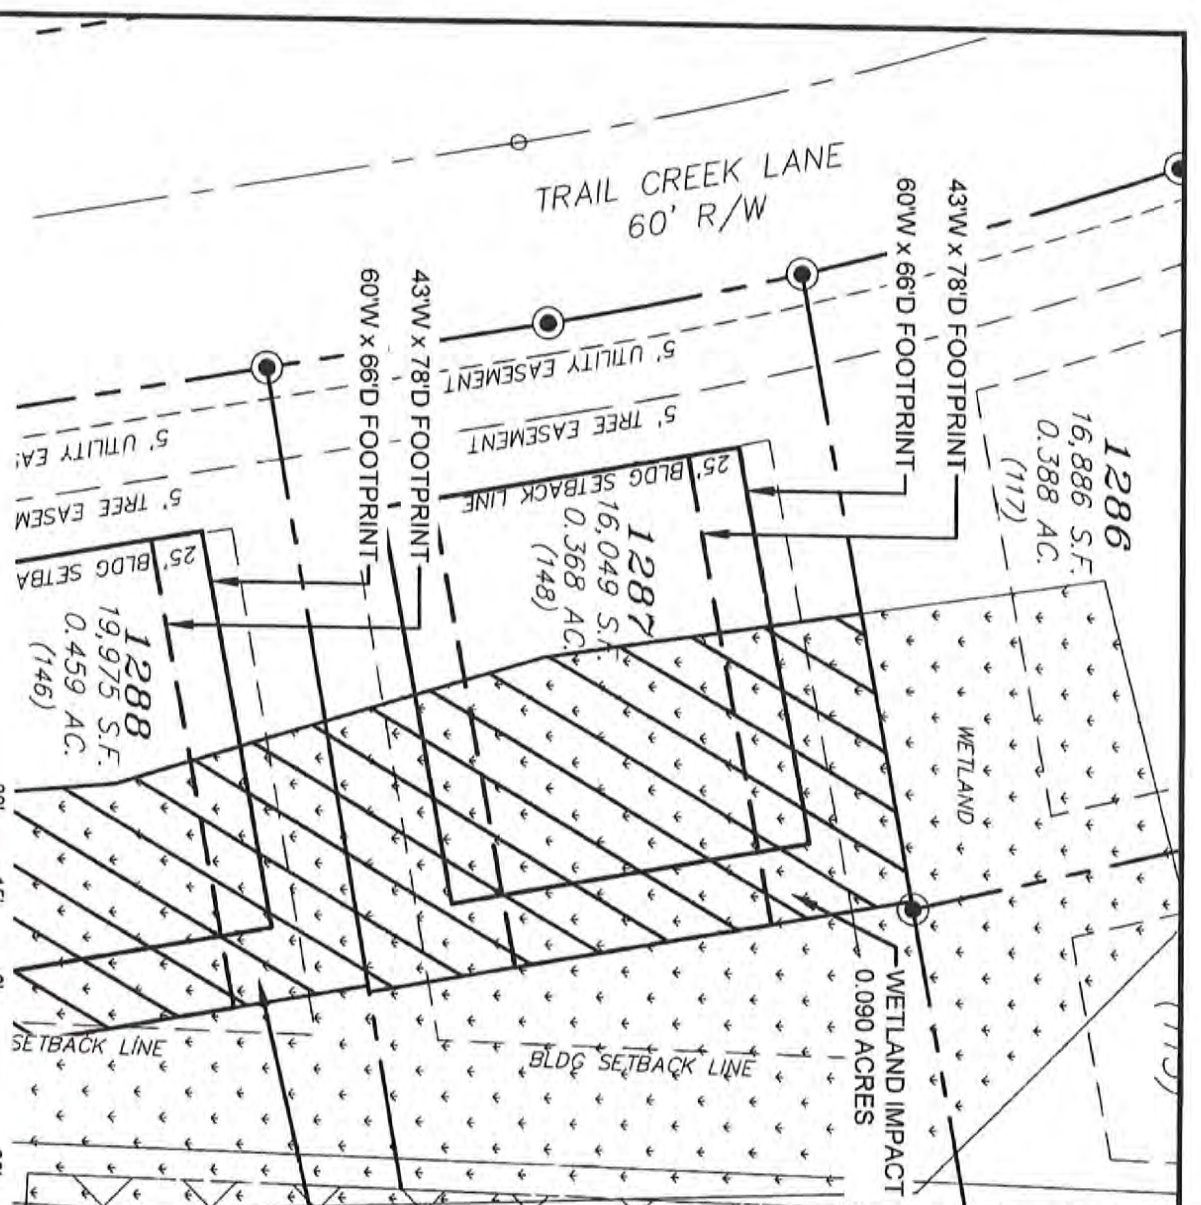 TRAIL CREEK LANE
60' R/W
43'W x 78'D FOOTPRINT
60'W x 66'D FOOTPRINT
43'W x 78'D FOOTPRINT
60'W x 66'D FOOTPRINT
1286
16,886 S.F.
0.388 AC.
(117)
5' UTILITY EASEMENT
5' TREE EASEMENT
25' BLDG SETBACK LINE
1287
16,049 S.F.
0.368 AC.
(148)
5' UTILITY EA
5' TREE EASEM
25' BLDG SETBA
1288
19,975 S.F.
0.459 AC.
(146)
WETLAND
WETLAND IMPACT
0.090 ACRES
BLDG SETBACK LINE
SETBACK LINE